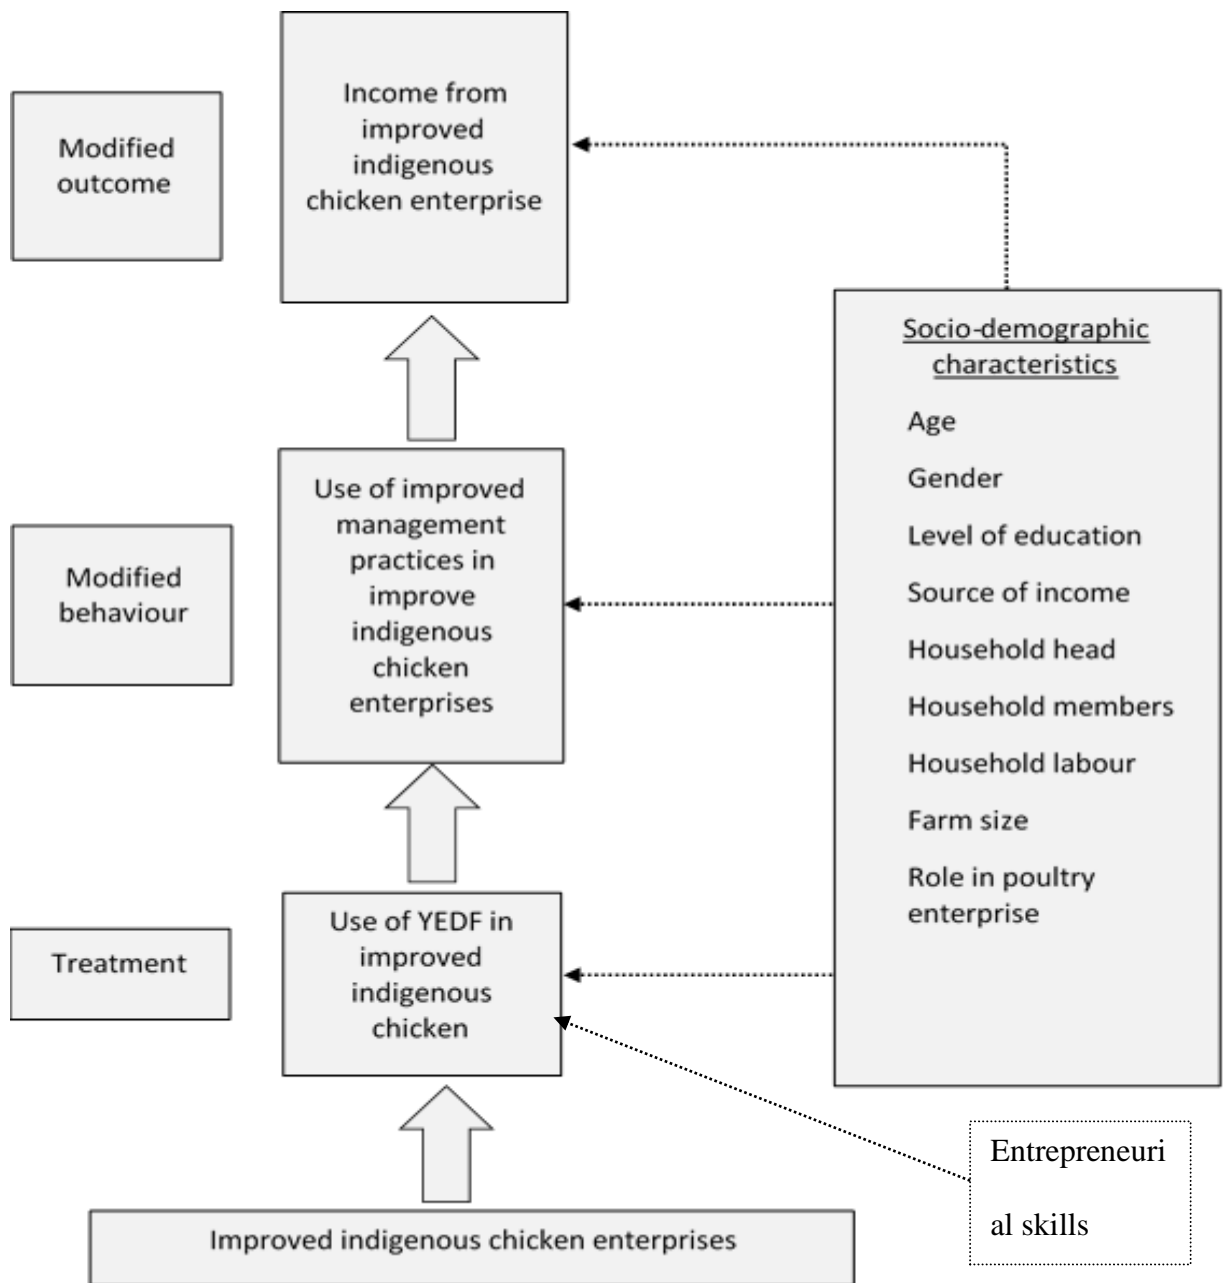 Income from
improved
indigenous
chicken enterprise
Modified
outcome
Socio-demographic
characteristics
Age
Gender
Level of education
Source of income
Household head
Household members
Household labour
Farm size
Role in poultry
enterprise
Use of improved
management
practices in
improve
indigenous
chicken
enterprises
Modified
behaviour
Use of YEDF in
improved
indigenous
chicken
Treatment
Entrepreneuri
al skills
Improved indigenous chicken enterprises